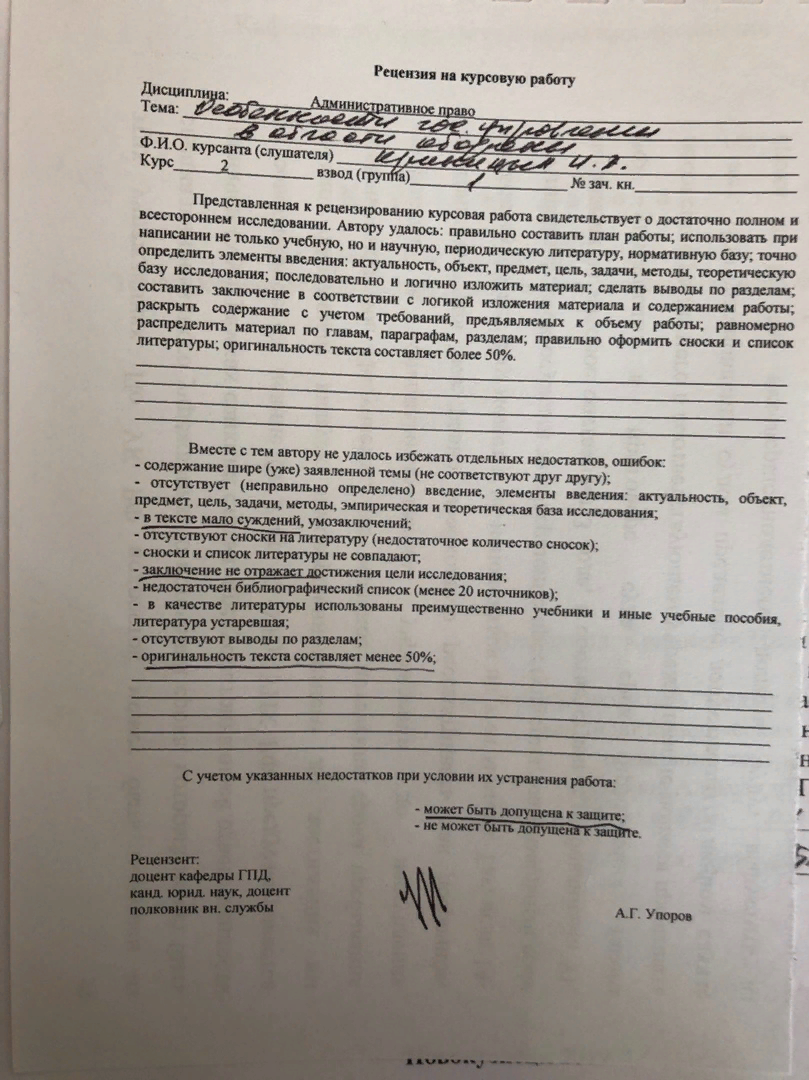 Рецензия на курсовую работу
Дисциплина: Административное право
Тема: Особенности гос. управления
в области обороны
Ф.И.О. курсанта (слушателя)
Курс 2 взвод (группа) 1 № зач. кн.
Представленная к рецензированию курсовая работа свидетельствует о достаточно полном и
всестороннем исследовании. Автору удалось: правильно составить план работы; использовать при
написании не только учебную, но и научную, периодическую литературу, нормативную базу; точно
определить элементы введения: актуальность, объект, предмет, цель, задачи, методы, теоретическую
базу исследования; последовательно и логично изложить материал; сделать выводы по разделам;
составить заключение в соответствии с логикой изложения материала и содержанием работы;
раскрыть содержание с учетом требований, предъявляемых к объему работы; равномерно
распределить материал по главам, параграфам, разделам; правильно оформить сноски и список
литературы; оригинальность текста составляет более 50%.
Вместе с тем автору не удалось избежать отдельных недостатков, ошибок:
- содержание шире (уже) заявленной темы (не соответствуют друг другу);
- отсутствует (неправильно определено) введение, элементы введения: актуальность, объект,
предмет, цель, задачи, методы, эмпирическая и теоретическая база исследования;
- в тексте мало суждений, умозаключений;
- отсутствуют сноски на литературу (недостаточное количество сносок);
- сноски и список литературы не совпадают;
- заключение не отражает достижения цели исследования;
- недостаточен библиографический список (менее 20 источников);
- в качестве литературы использованы преимущественно учебники и иные учебные пособия,
литература устаревшая;
- отсутствуют выводы по разделам;
- оригинальность текста составляет менее 50%;
С учетом указанных недостатков при условии их устранения работа:
- может быть допущена к защите;
- не может быть допущена к защите.
Рецензент:
доцент кафедры ГПД,
канд. юрид. наук, доцент
полковник вн. службы А.Г. Упоров